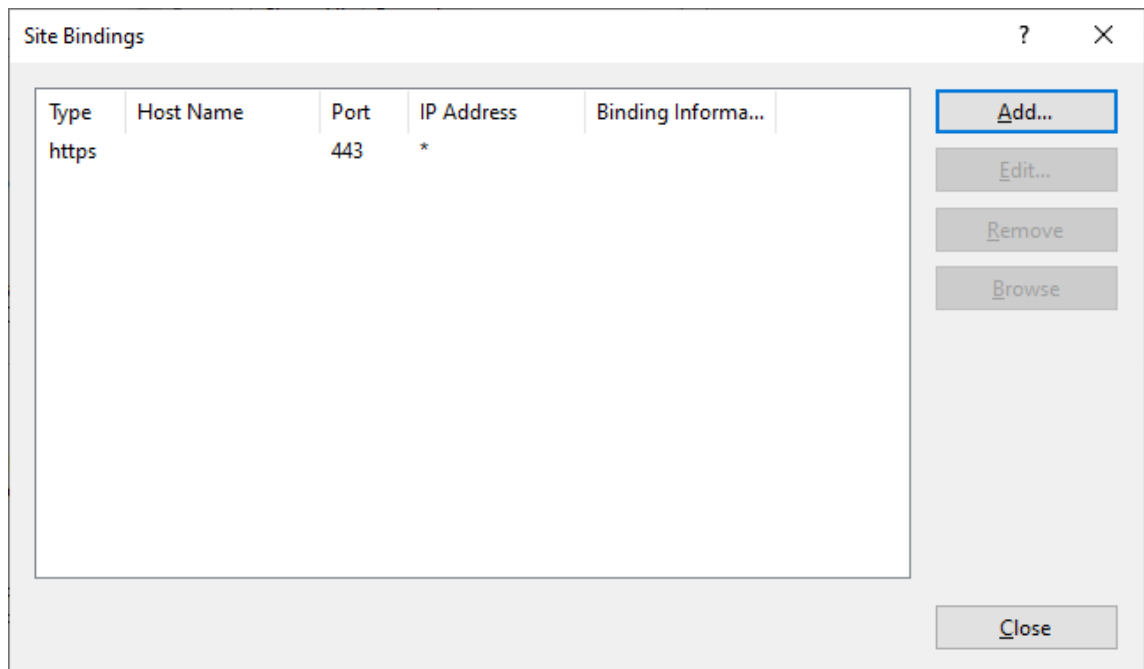 Site Bindings ?
Type Host Name Port IP Address Binding Informa...
https 443 *
Add...
Edit...
Remove
Browse
Close